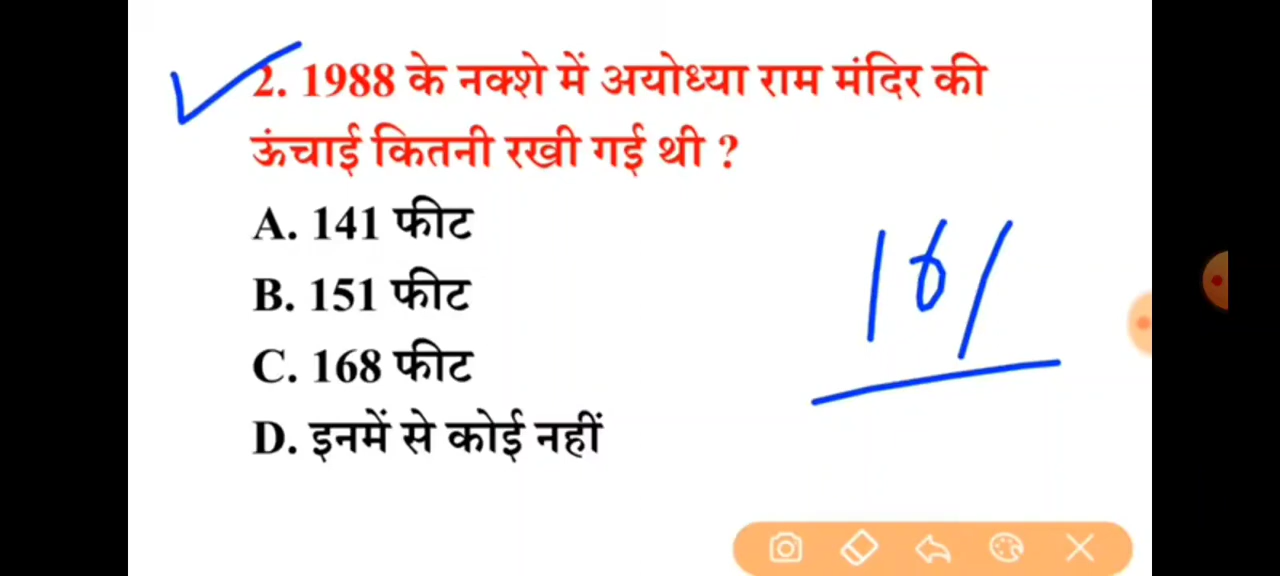 2. 1988 के नक्शे में अयोध्या राम मंदिर की
ऊंचाई कितनी रखी गई थी ?
A. 141 फीट
B. 151 फीट
C. 168 फीट
D. इनमें से कोई नहीं
161